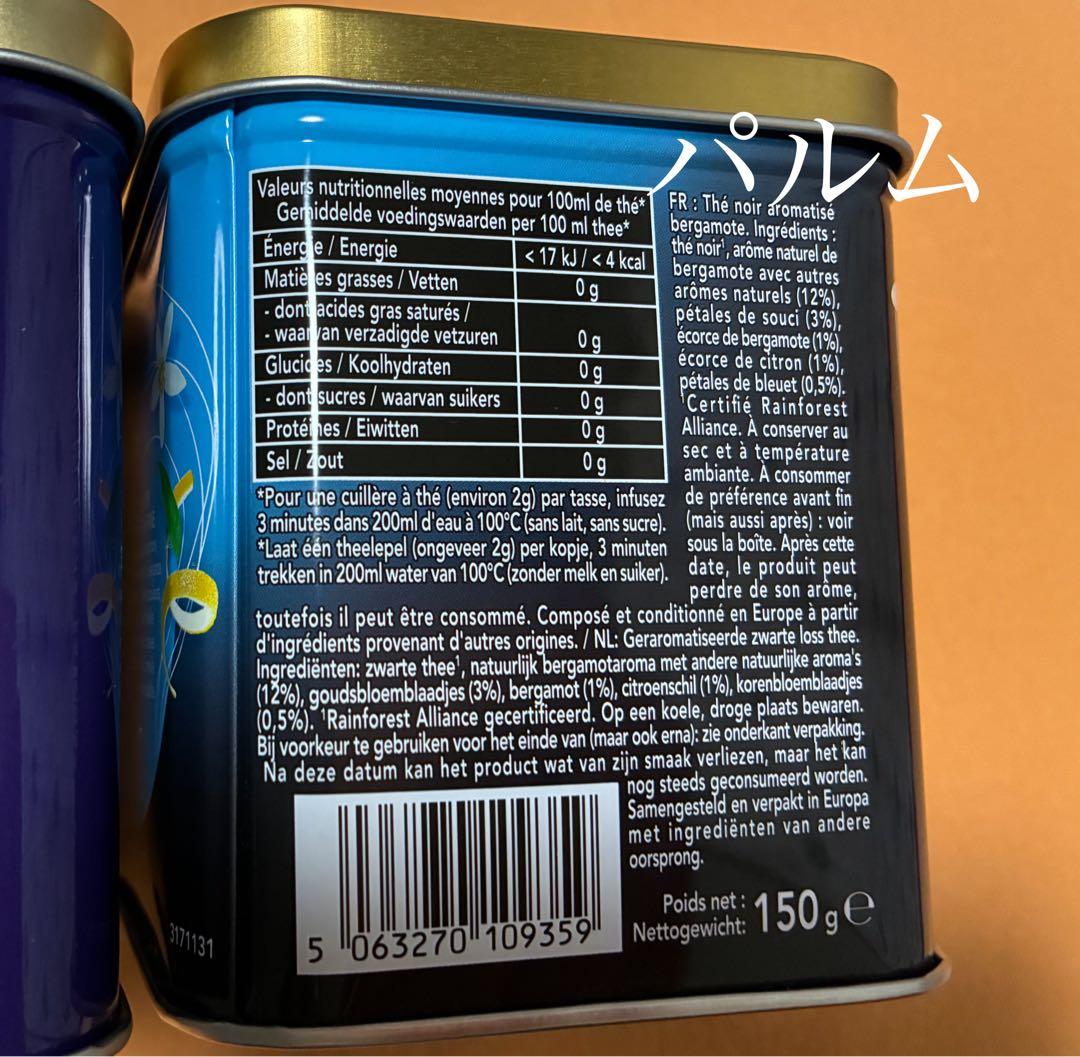 パルム
Valeurs nutritionnelles moyennes pour 100ml de thé*
Gemiddelde voedingswaarden per 100 ml thee*
Énergie / Energie < 17 kJ / < 4 kcal
Matières grasses / Vetten 0 g
- dont acides gras saturés /
- waarvan verzadigde vetzuren 0 g
Glucides / Koolhydraten 0 g
- dont sucres / waarvan suikers 0 g
Protéines / Eiwitten 0 g
Sel / Zout 0 g
*Pour une cuillère à thé (environ 2g) par tasse, infusez
3 minutes dans 200ml d'eau à 100°C (sans lait, sans sucre).
*Laat één theelepel (ongeveer 2g) per kopje, 3 minuten
trekken in 200ml water van 100°C (zonder melk en suiker).
FR : Thé noir aromatisé
bergamote. Ingrédients :
thé noir¹, arôme naturel de
bergamote avec autres
arômes naturels (12%),
pétales de souci (3%),
écorce de bergamote (1%),
écorce de citron (1%),
pétales de bleuet (0,5%).
¹Certifié Rainforest
Alliance. À conserver au
sec et à température
ambiante. À consommer
de préférence avant fin
(mais aussi après) : voir
sous la boîte. Après cette
date, le produit peut
perdre de son arôme,
toutefois il peut être consommé. Composé et conditionné en Europe à partir
d'ingrédients provenant d'autres origines. / NL: Gearomatiseerde zwarte losse thee.
Ingrediënten: zwarte thee¹, natuurlijk bergamotaroma met andere natuurlijke aroma's
(12%), goudsbloemblaadjes (3%), bergamot (1%), citroenschil (1%), korenbloemblaadjes
(0,5%). ¹Rainforest Alliance gecertificeerd. Op een koele, droge plaats bewaren.
Bij voorkeur te gebruiken voor het einde van (maar ook erna): zie onderkant verpakking.
Na deze datum kan het product wat van zijn smaak verliezen, maar het kan
nog steeds geconsumeerd worden.
Samengesteld en verpakt in Europa
met ingrediënten van andere
oorsprong.
Poids net :
Nettogewicht: 150 g ℮
5 063270 109359
3171131